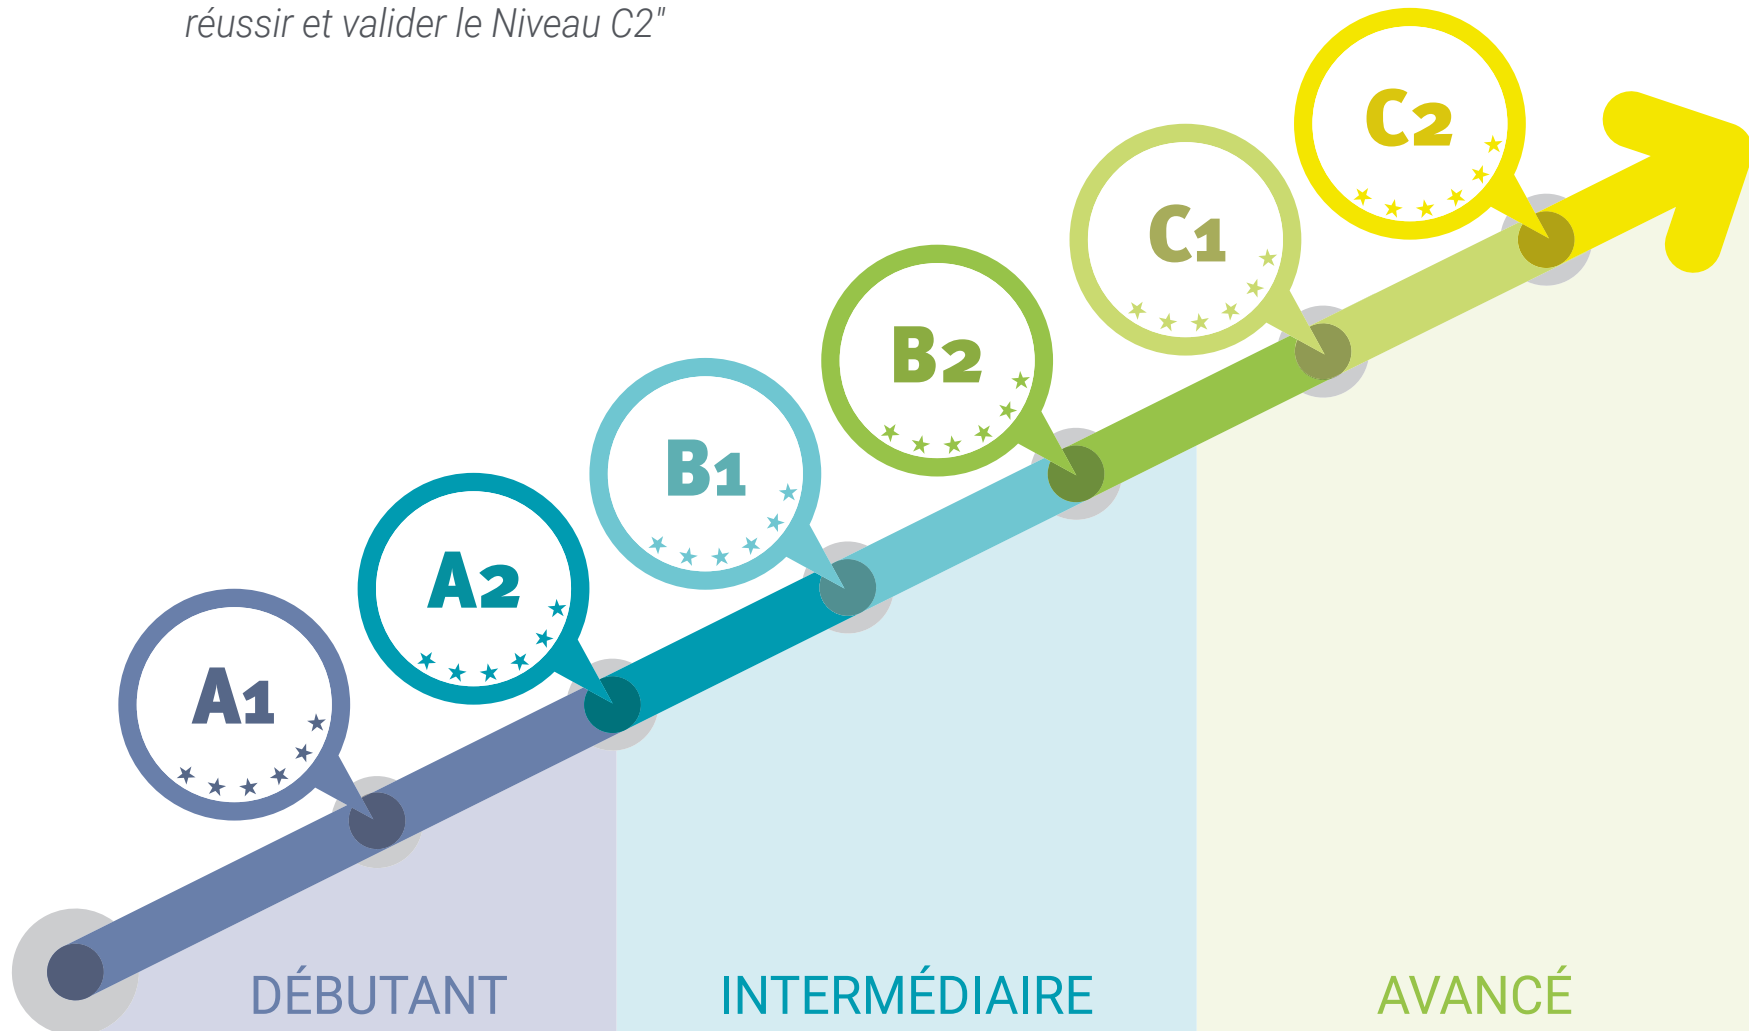 réussir et valider le Niveau C2"
C2
C1
B2
B1
A2
A1
DÉBUTANT
INTERMÉDIAIRE
AVANCÉ